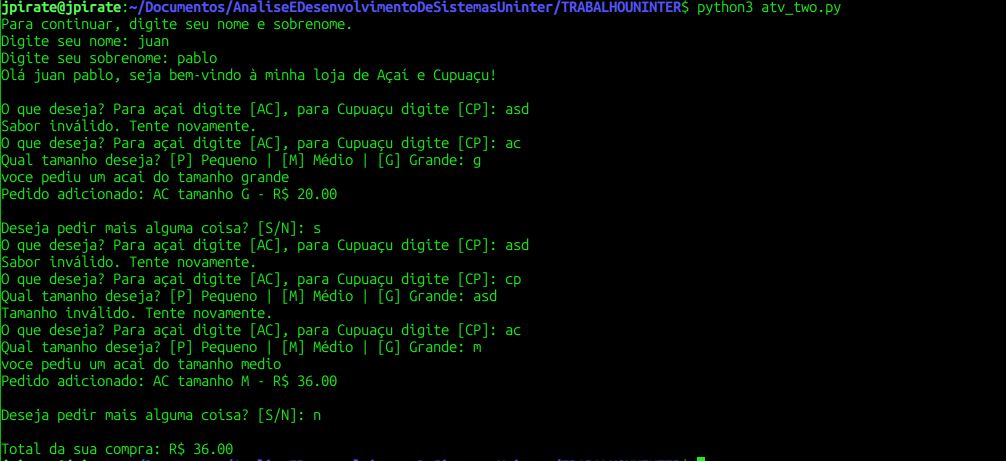 jpirate@jpirate:~/Documentos/AnaliseEDesenvolvimentoDeSistemasUninter/TRABALHOUNINTER$ python3 atv_two.py
Para continuar, digite seu nome e sobrenome.
Digite seu nome: juan
Digite seu sobrenome: pablo
Olá juan pablo, seja bem-vindo à minha loja de Açaí e Cupuaçu!
O que deseja? Para açai digite [AC], para Cupuaçu digite [CP]: asd
Sabor inválido. Tente novamente.
O que deseja? Para açai digite [AC], para Cupuaçu digite [CP]: ac
Qual tamanho deseja? [P] Pequeno | [M] Médio | [G] Grande: g
voce pediu um acai do tamanho grande
Pedido adicionado: AC tamanho G - R$ 20.00
Deseja pedir mais alguma coisa? [S/N]: s
O que deseja? Para açai digite [AC], para Cupuaçu digite [CP]: asd
Sabor inválido. Tente novamente.
O que deseja? Para açai digite [AC], para Cupuaçu digite [CP]: cp
Qual tamanho deseja? [P] Pequeno | [M] Médio | [G] Grande: asd
Tamanho inválido. Tente novamente.
O que deseja? Para açai digite [AC], para Cupuaçu digite [CP]: ac
Qual tamanho deseja? [P] Pequeno | [M] Médio | [G] Grande: m
voce pediu um acai do tamanho medio
Pedido adicionado: AC tamanho M - R$ 36.00
Deseja pedir mais alguma coisa? [S/N]: n
Total da sua compra: R$ 36.00